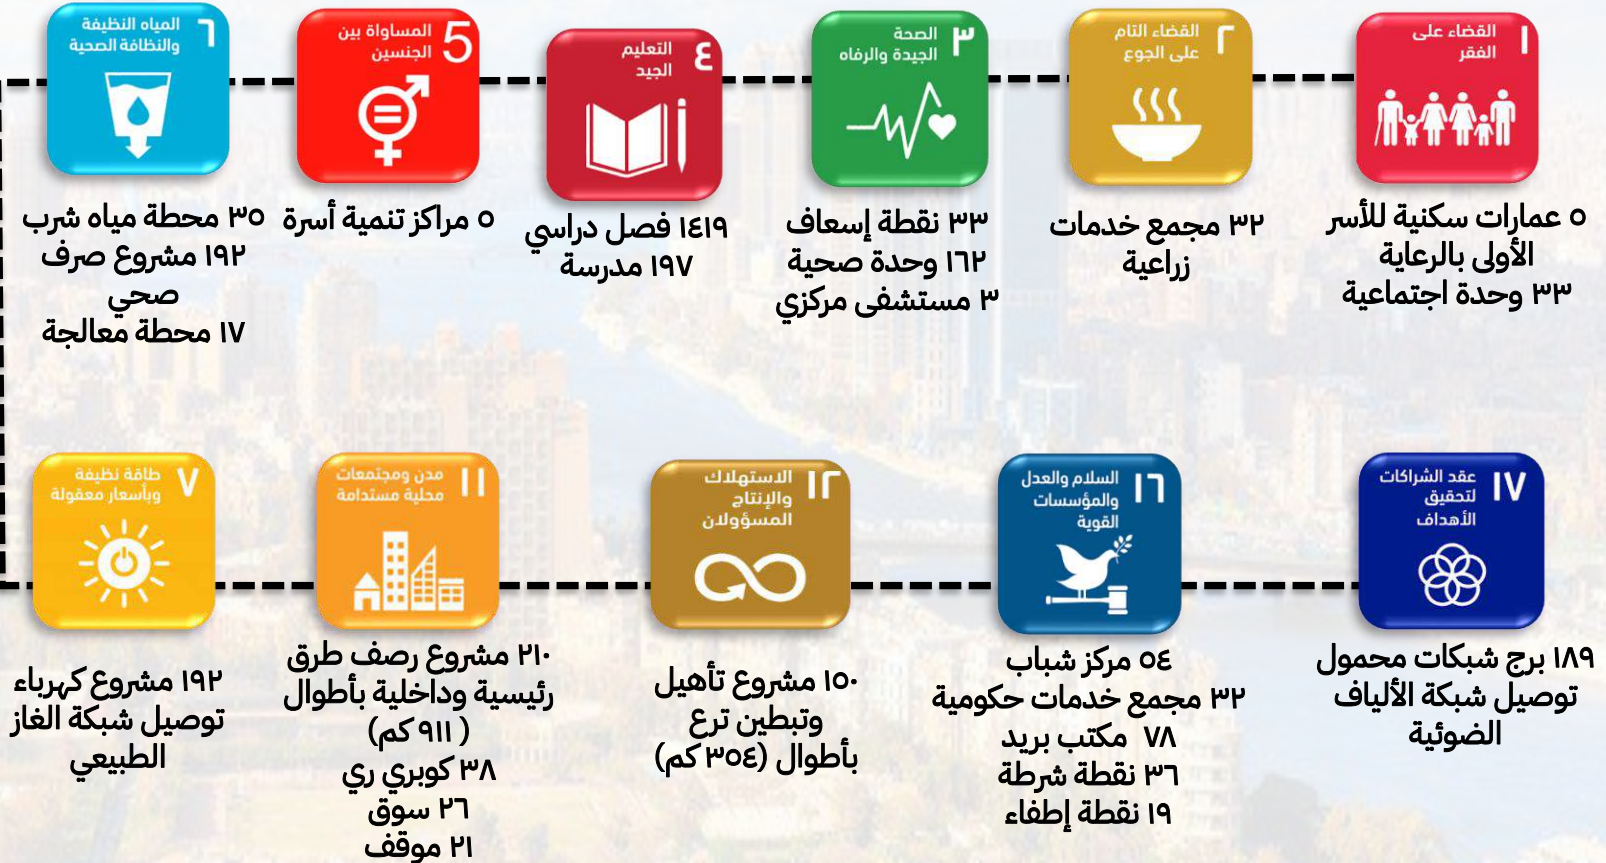 ١
القضاء على
الفقر
٥ عمارات سكنية للأسر
الأولى بالرعاية
٣٣ وحدة اجتماعية
٢
القضاء التام
على الجوع
٣٢ مجمع خدمات
زراعية
٣
الصحة
الجيدة والرفاه
٣٣ نقطة إسعاف
١٦٢ وحدة صحية
٣ مستشفى مركزي
٤
التعليم
الجيد
١٤١٩ فصل دراسي
١٩٧ مدرسة
5
المساواة بين
الجنسين
٥ مراكز تنمية أسرة
٦
المياه النظيفة
والنظافة الصحية
٣٥ محطة مياه شرب
١٩٢ مشروع صرف
صحي
١٧ محطة معالجة
١٧
عقد الشراكات
لتحقيق
الأهداف
١٨٩ برج شبكات محمول
توصيل شبكة الألياف
الضوئية
١٦
السلام والعدل
والمؤسسات
القوية
٥٤ مركز شباب
٣٢ مجمع خدمات حكومية
٧٨ مكتب بريد
٣٦ نقطة شرطة
١٩ نقطة إطفاء
١٢
الاستهلاك
والإنتاج
المسؤولان
١٥٠ مشروع تأهيل
وتبطين ترع
بأطوال (٣٥٤ كم)
١١
مدن ومجتمعات
محلية مستدامة
٢١٠ مشروع رصف طرق
رئيسية وداخلية بأطوال
( ٩١١ كم)
٣٨ كوبري ري
٢٦ سوق
٢١ موقف
٧
طاقة نظيفة
وبأسعار معقولة
١٩٢ مشروع كهرباء
توصيل شبكة الغاز
الطبيعي